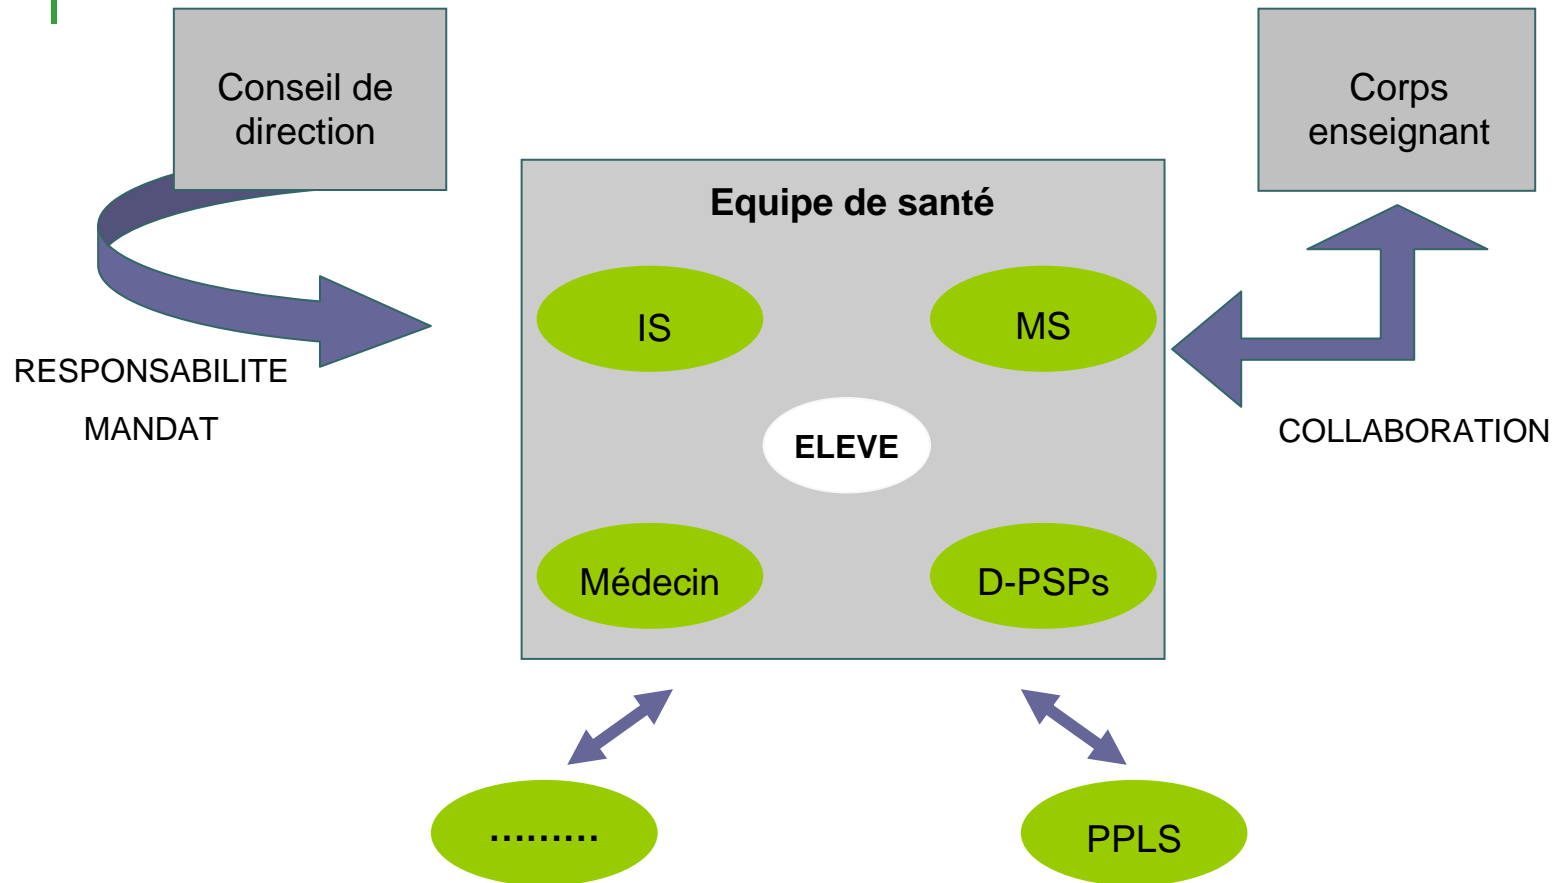 Conseil de
direction
Corps
enseignant
Equipe de santé
IS
MS
RESPONSABILITE
MANDAT
COLLABORATION
ELEVE
Médecin
D-PSPs
.........
PPLS